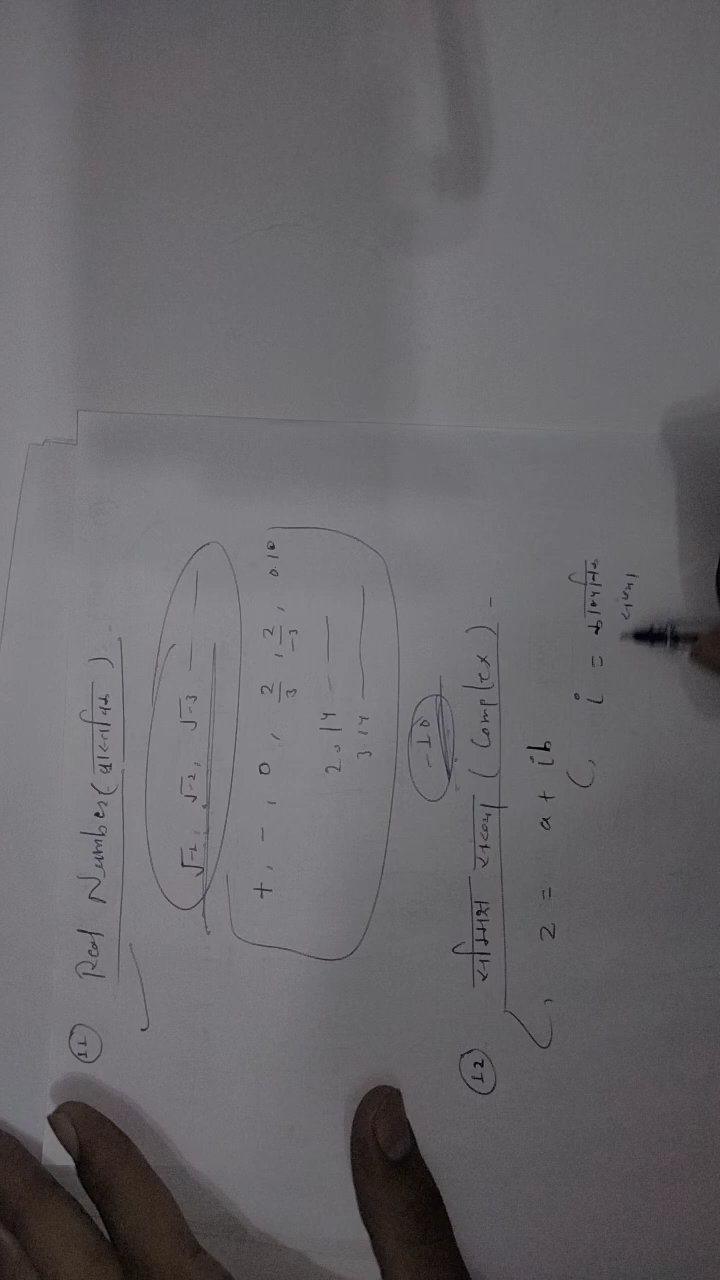 11 Real Number (वास्तविक) :-
√-1, √-2, √-3 — —
+, -, 0, 2/3, 2/-3, 0.10
2.14 — —
3.14 ——
-10
12 सम्मिश्र संख्या (Complex) -
z = a + ib
i = काल्पनिक
संख्या